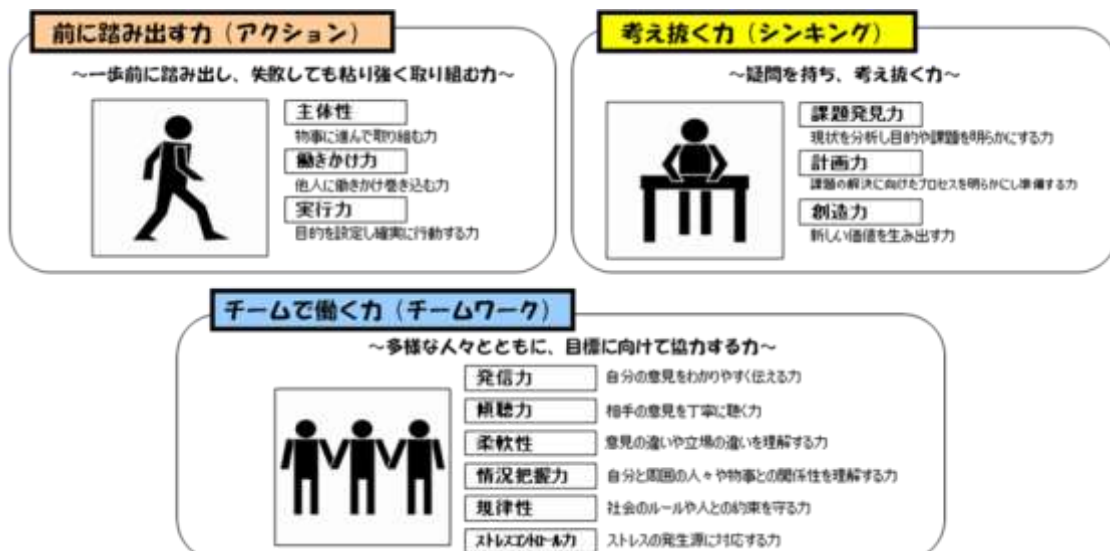 前に踏み出す力（アクション）
～一歩前に踏み出し、失敗しても粘り強く取り組む力～
主体性
物事に進んで取り組む力
働きかけ力
他人に働きかけ巻き込む力
実行力
目的を設定し確実に行動する力
考え抜く力（シンキング）
～疑問を持ち、考え抜く力～
課題発見力
現状を分析し目的や課題を明らかにする力
計画力
課題の解決に向けたプロセスを明らかにし準備する力
創造力
新しい価値を生み出す力
チームで働く力（チームワーク）
～多様な人々とともに、目標に向けて協力する力～
発信力 自分の意見をわかりやすく伝える力
傾聴力 相手の意見を丁寧に聴く力
柔軟性 意見の違いや立場の違いを理解する力
情況把握力 自分と周囲の人々や物事との関係性を理解する力
規律性 社会のルールや人との約束を守る力
ストレスコントロール力 ストレスの発生源に対応する力